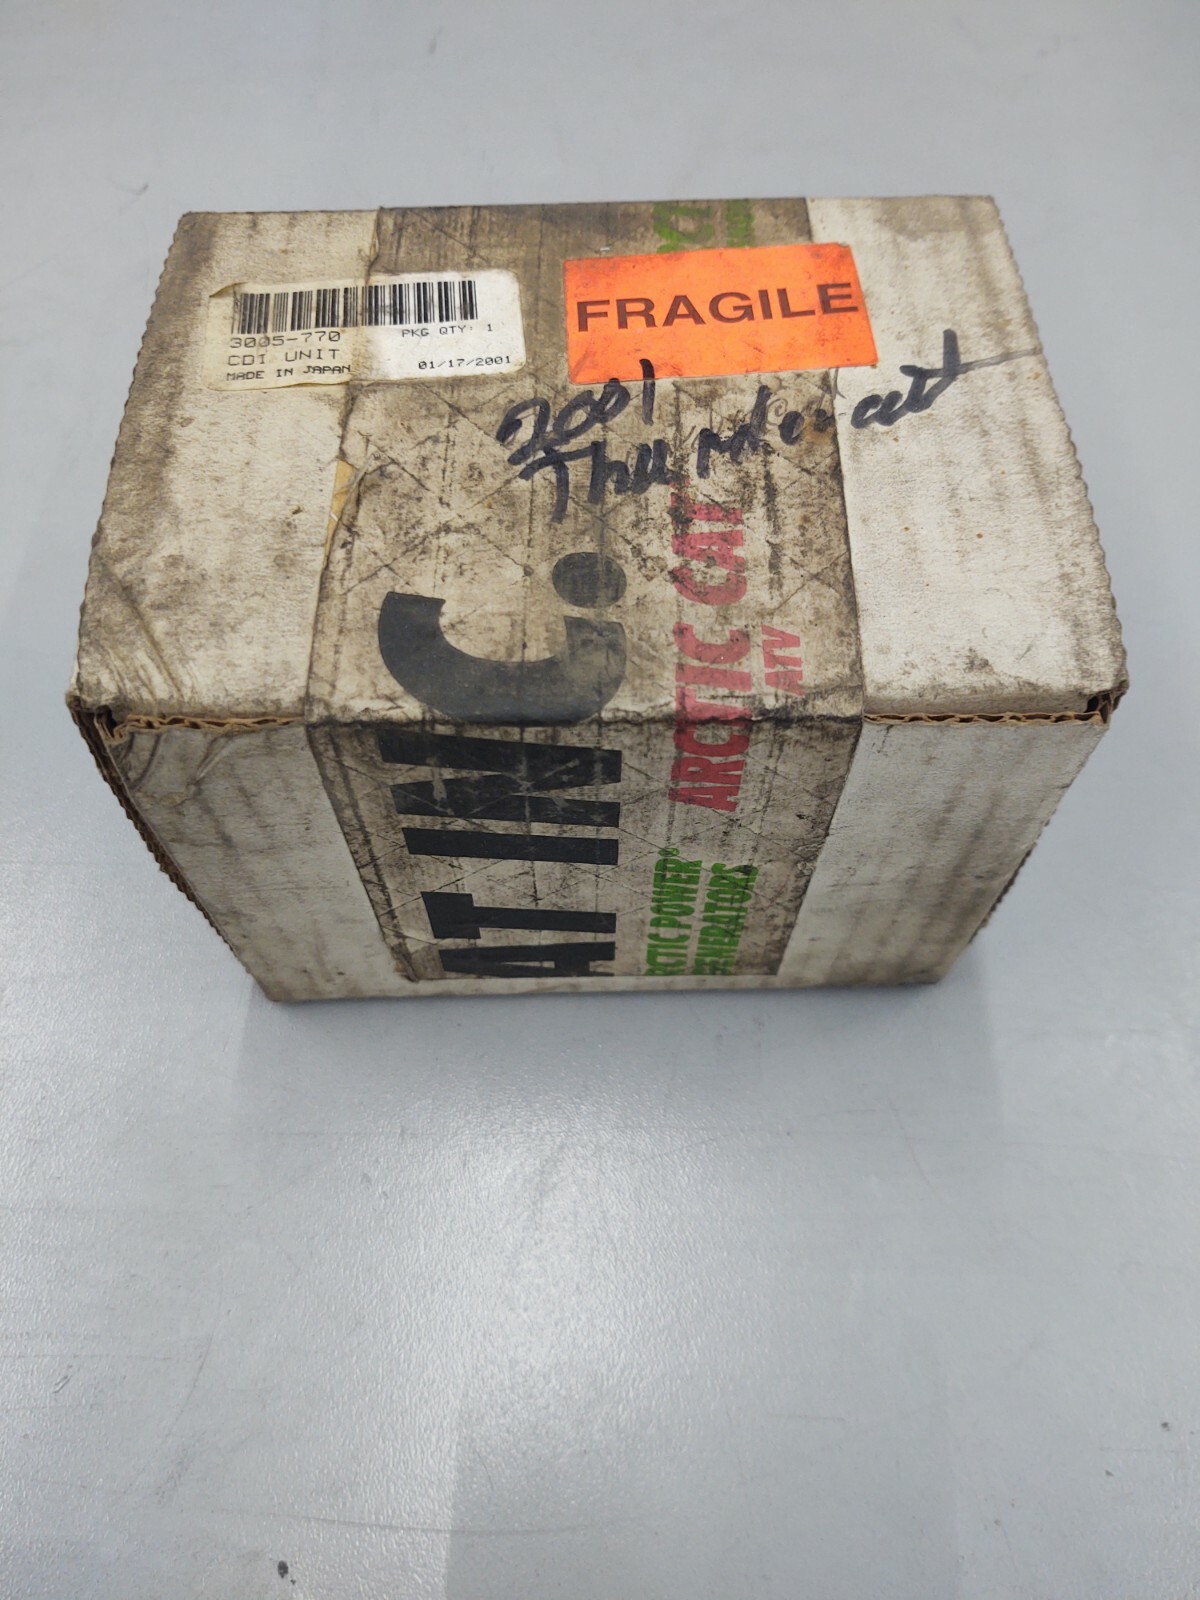 3005-770
PKG QTY: 1
CDI UNIT
MADE IN JAPAN
01/17/2001
FRAGILE
2001
Thundercat
AT INC.
ARCTIC CAT
ATV
RCTIC POWER®
GENERATORS